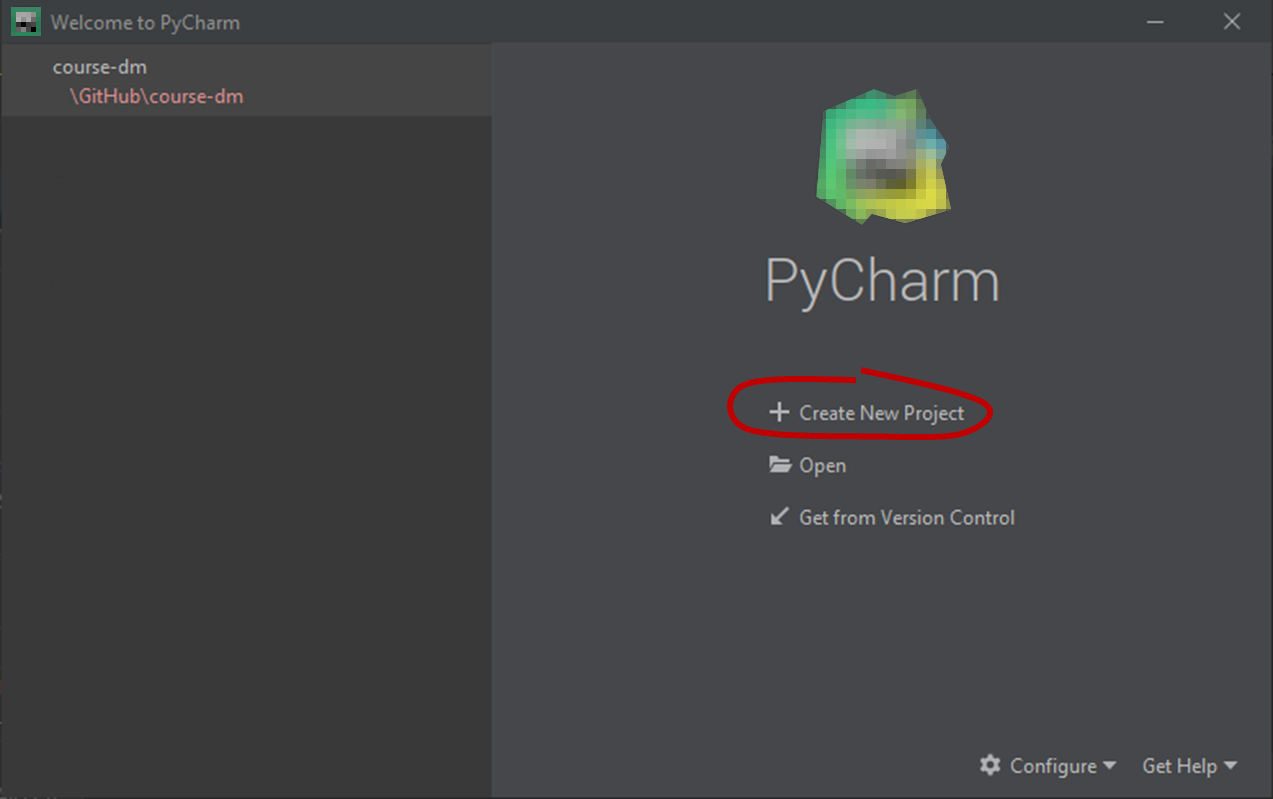 Welcome to PyCharm
course-dm
\GitHub\course-dm
PyCharm
Create New Project
Open
Get from Version Control
Configure
Get Help